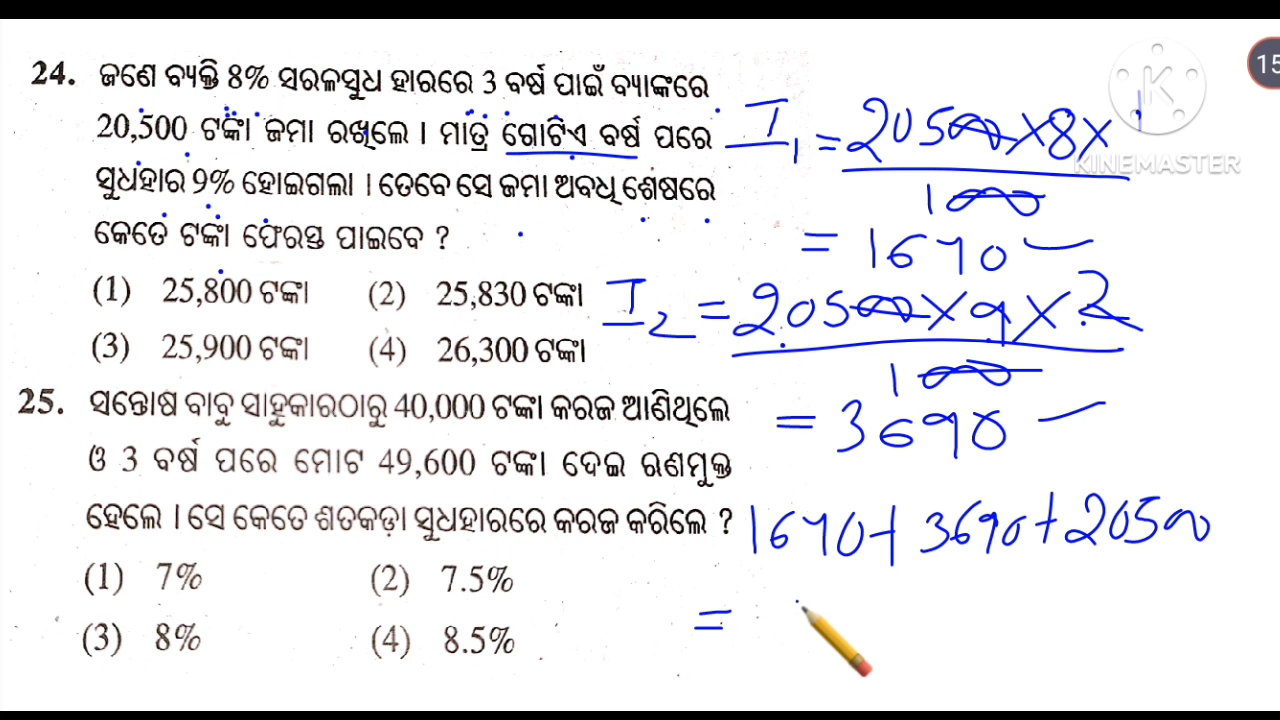 24. ଜଣେ ବ୍ୟକ୍ତି 8% ସରଳସୁଧ ହାରରେ 3 ବର୍ଷ ପାଇଁ ବ୍ୟାଙ୍କରେ
20,500 ଟଙ୍କା ଜମା ରଖିଲେ । ମାତ୍ର ଗୋଟିଏ ବର୍ଷ ପରେ
ସୁଧହାର 9% ହୋଇଗଲା । ତେବେ ସେ ଜମା ଅବଧି ଶେଷରେ
କେତେ ଟଙ୍କା ଫେରସ୍ତ ପାଇବେ ?
(1) 25,800 ଟଙ୍କା (2) 25,830 ଟଙ୍କା
(3) 25,900 ଟଙ୍କା (4) 26,300 ଟଙ୍କା
25. ସନ୍ତୋଷ ବାବୁ ସାହୁକାରଠାରୁ 40,000 ଟଙ୍କା କରଜ ଆଣିଥିଲେ
ଓ 3 ବର୍ଷ ପରେ ମୋଟ 49,600 ଟଙ୍କା ଦେଇ ଋଣମୁକ୍ତ
ହେଲେ । ସେ କେତେ ଶତକଡ଼ା ସୁଧହାରରେ କରଜ କରିଲେ ?
(1) 7% (2) 7.5%
(3) 8% (4) 8.5%
I1 = 20500 × 8 × 1
100
= 1640
I2 = 20500 × 9 × 2
100
= 3690
1640 + 3690 + 20500
=
KINEMASTER
15